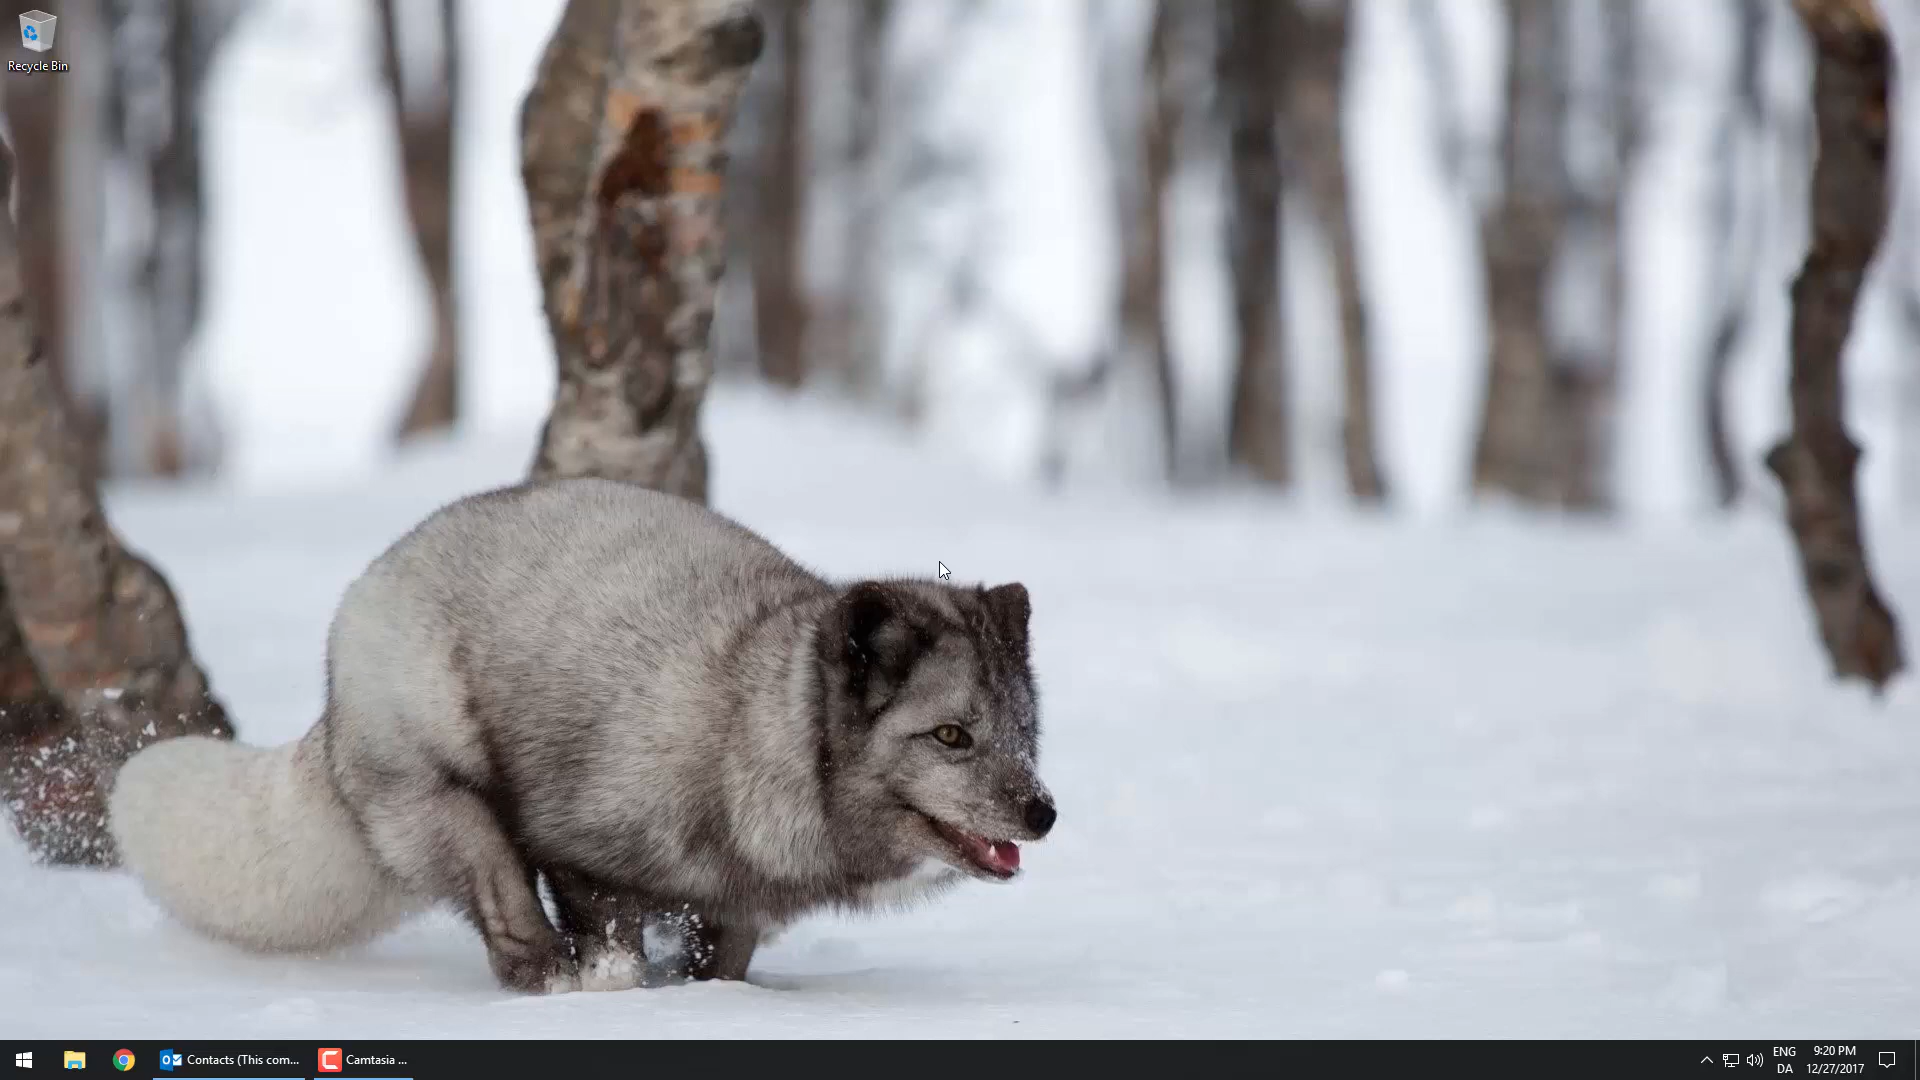 Recycle Bin
Contacts (This com...
Camtasia ...
ENG
DA
9:20 PM
12/27/2017